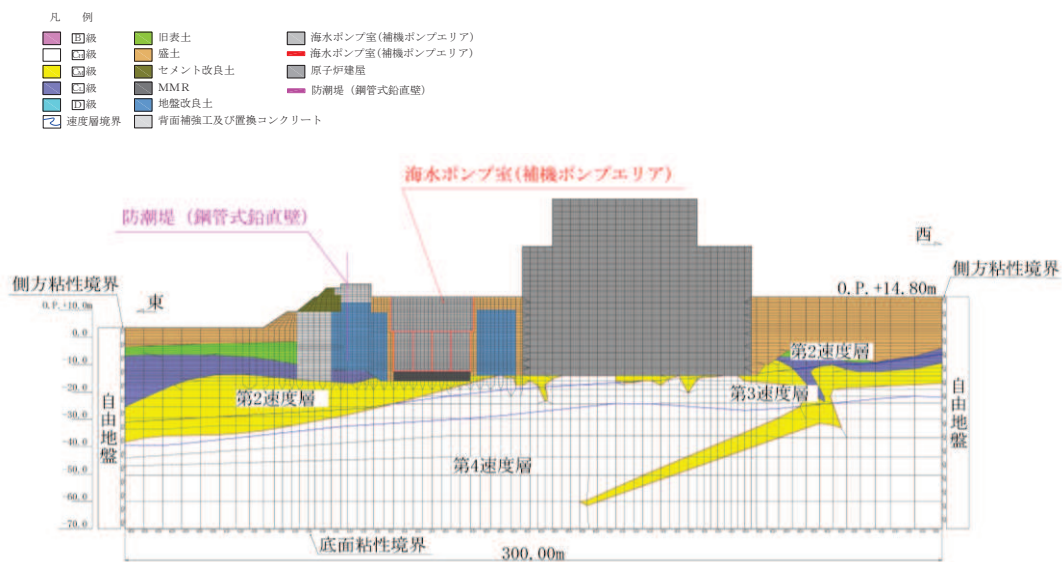 凡 例
B級
CH級
CM級
CL級
D級
速度層境界
旧表土
盛土
セメント改良土
MMR
地盤改良土
背面補強工及び置換コンクリート
海水ポンプ室(補機ポンプエリア)
海水ポンプ室(補機ポンプエリア)
原子炉建屋
防潮堤 (鋼管式鉛直壁)
海水ポンプ室(補機ポンプエリア)
防潮堤 (鋼管式鉛直壁)
西
側方粘性境界
側方粘性境界
東
O.P.+10.0m
O.P.+14.80m
0.0
-10.0
-20.0
-30.0
-40.0
-50.0
-60.0
-70.0
自由地盤
第2速度層
第2速度層
第3速度層
第4速度層
自由地盤
底面粘性境界
300.00m